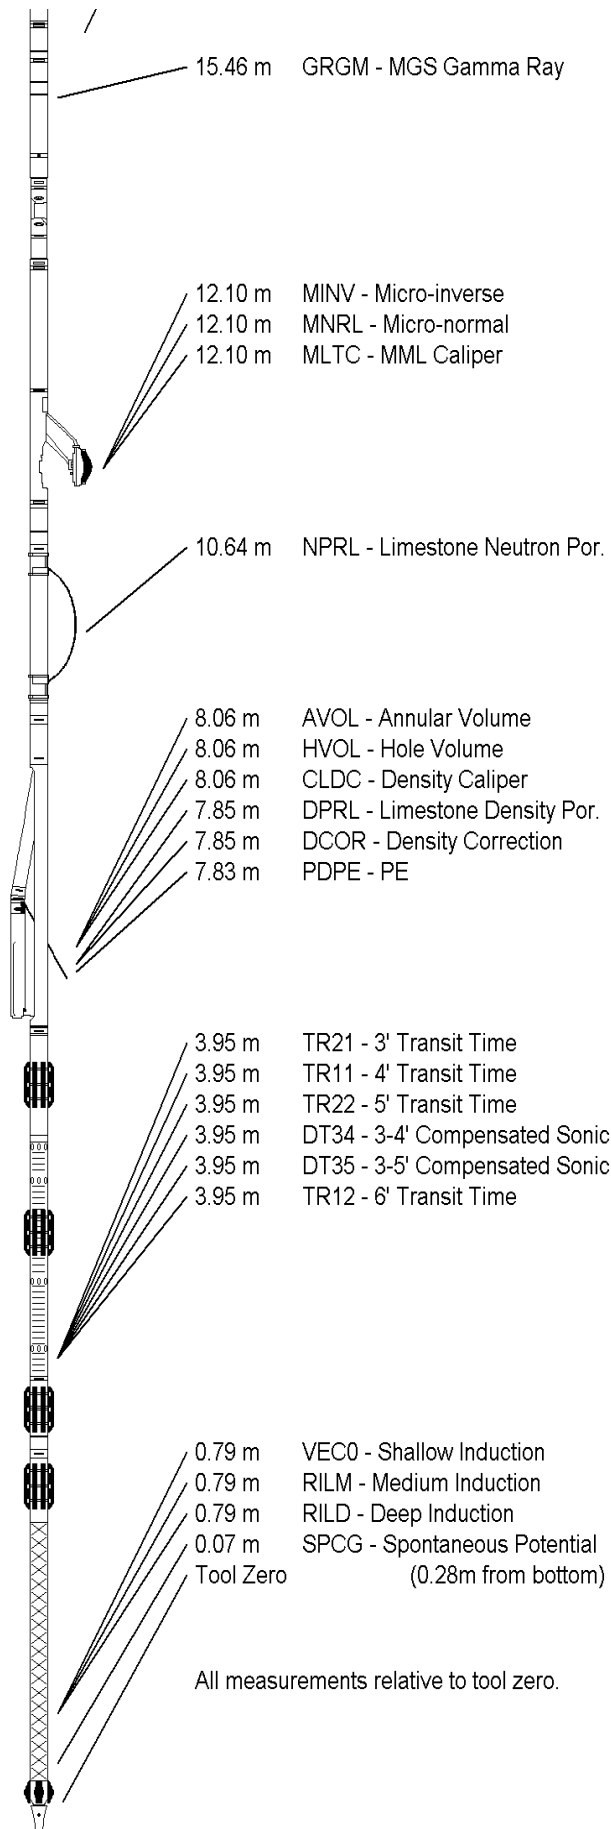 15.46 m GRGM - MGS Gamma Ray
12.10 m MINV - Micro-inverse
12.10 m MNRL - Micro-normal
12.10 m MLTC - MML Caliper
10.64 m NPRL - Limestone Neutron Por.
8.06 m AVOL - Annular Volume
8.06 m HVOL - Hole Volume
8.06 m CLDC - Density Caliper
7.85 m DPRL - Limestone Density Por.
7.85 m DCOR - Density Correction
7.83 m PDPE - PE
3.95 m TR21 - 3' Transit Time
3.95 m TR11 - 4' Transit Time
3.95 m TR22 - 5' Transit Time
3.95 m DT34 - 3-4' Compensated Sonic
3.95 m DT35 - 3-5' Compensated Sonic
3.95 m TR12 - 6' Transit Time
0.79 m VEC0 - Shallow Induction
0.79 m RILM - Medium Induction
0.79 m RILD - Deep Induction
0.07 m SPCG - Spontaneous Potential
Tool Zero (0.28m from bottom)
All measurements relative to tool zero.